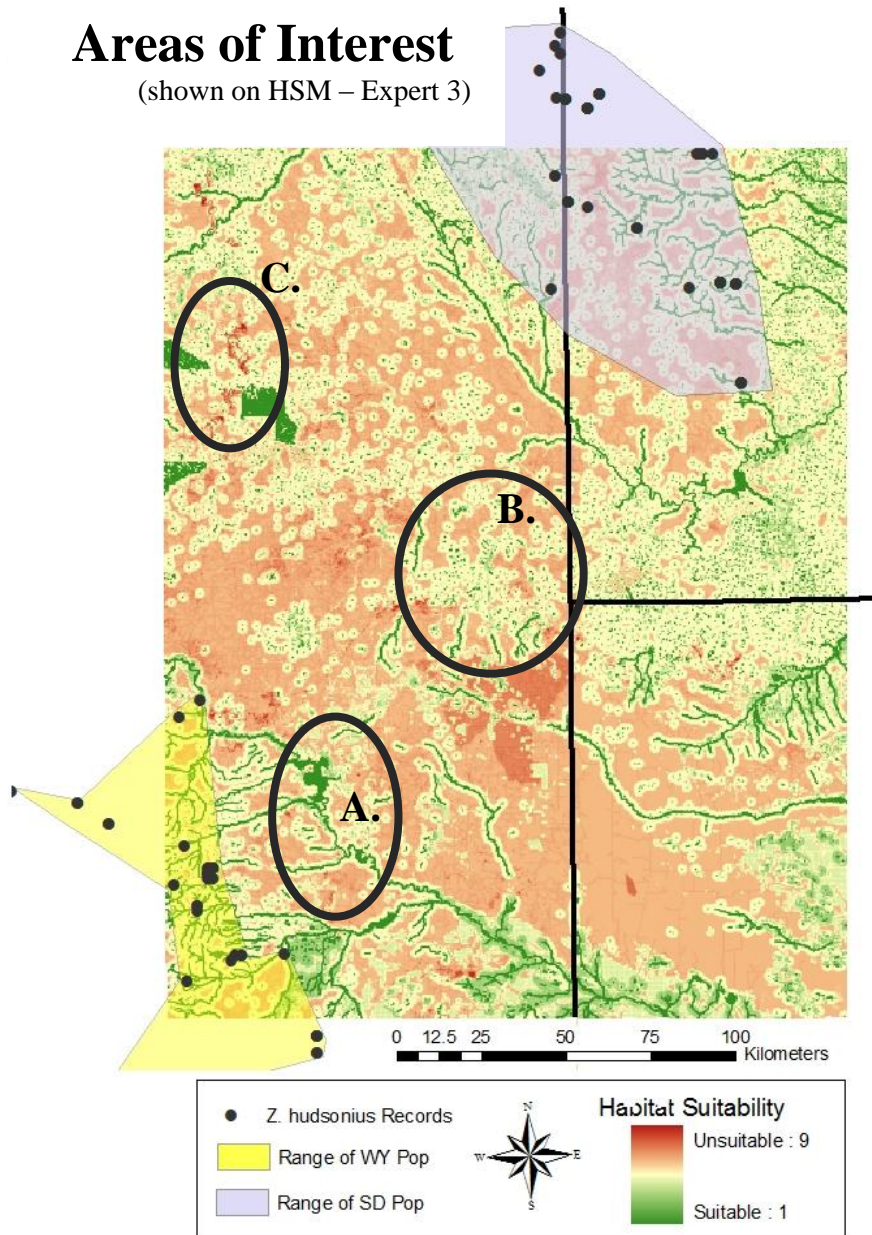 Areas of Interest
(shown on HSM – Expert 3)
C.
B.
A.
0 12.5 25 50 75 100
Kilometers
Z. hudsonius Records
Range of WY Pop
Range of SD Pop
N
W E
S
Habitat Suitability
Unsuitable : 9
Suitable : 1